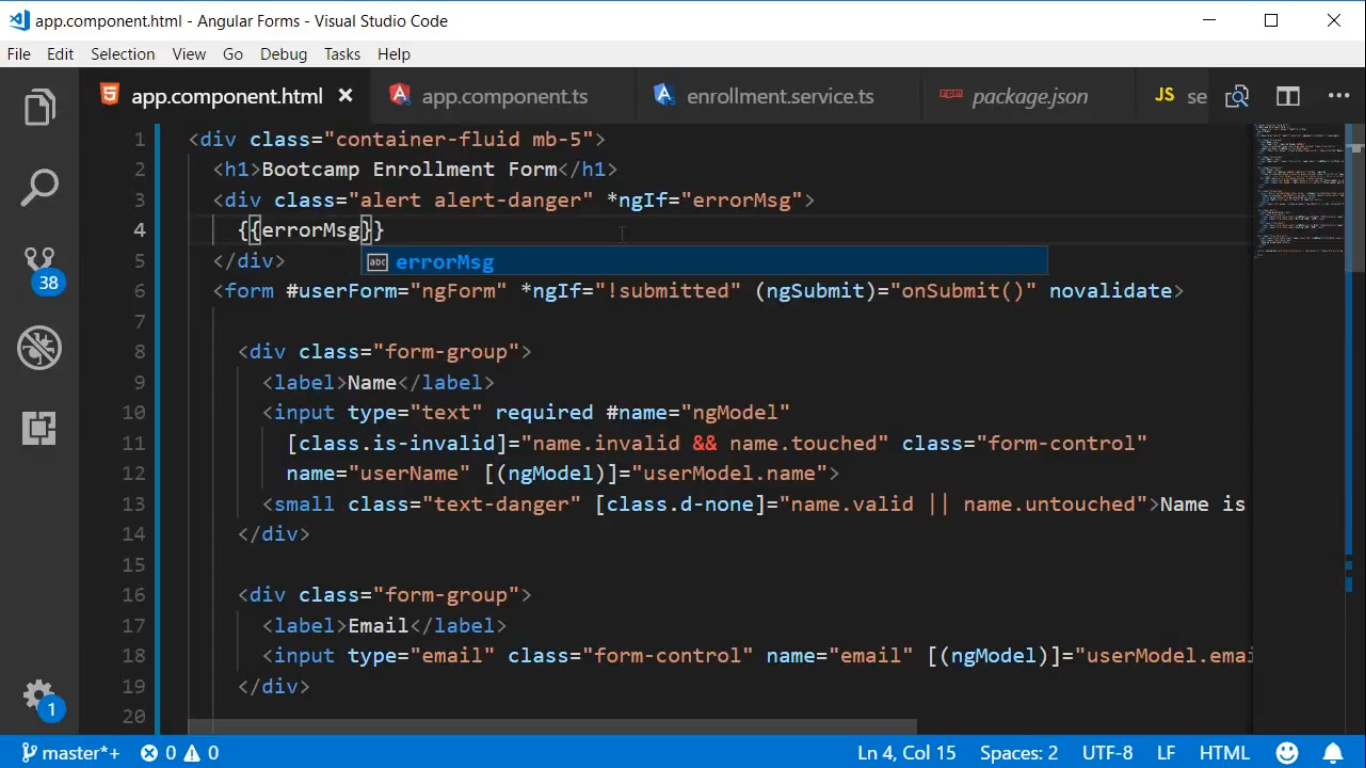 app.component.html - Angular Forms - Visual Studio Code
File Edit Selection View Go Debug Tasks Help
app.component.html app.component.ts enrollment.service.ts package.json JS se
1 <div class="container-fluid mb-5">
2 <h1>Bootcamp Enrollment Form</h1>
3 <div class="alert alert-danger" *ngIf="errorMsg">
4 {{errorMsg}}
5 </div>
abc errorMsg
6 <form #userForm="ngForm" *ngIf="!submitted" (ngSubmit)="onSubmit()" novalidate>
7
8 <div class="form-group">
9 <label>Name</label>
10 <input type="text" required #name="ngModel"
11 [class.is-invalid]="name.invalid && name.touched" class="form-control"
12 name="userName" [(ngModel)]="userModel.name">
13 <small class="text-danger" [class.d-none]="name.valid || name.untouched">Name is
14 </div>
15
16 <div class="form-group">
17 <label>Email</label>
18 <input type="email" class="form-control" name="email" [(ngModel)]="userModel.emai
19 </div>
20
38
1
master*+ 0 0 Ln 4, Col 15 Spaces: 2 UTF-8 LF HTML